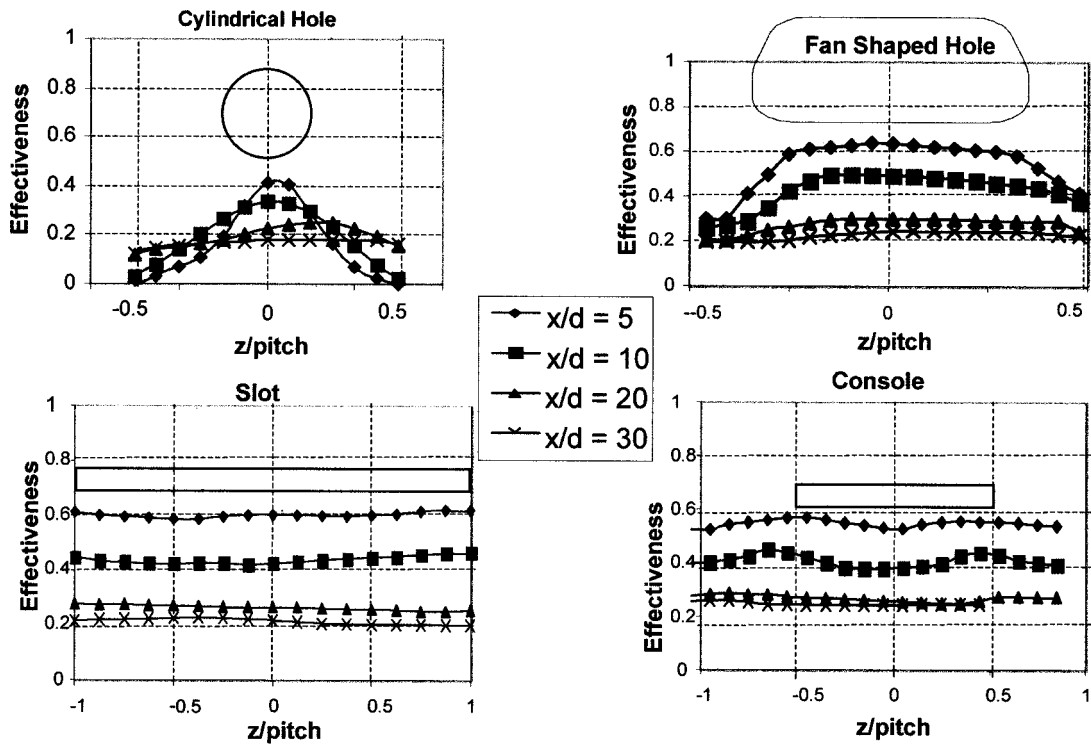 Cylindrical Hole
1
0.8
0.6
0.4
0.2
0
Effectiveness
-0.5
0
0.5
z/pitch
Fan Shaped Hole
1
0.8
0.6
0.4
0.2
0
Effectiveness
--0.5
0
0.5
z/pitch
x/d = 5
x/d = 10
x/d = 20
x/d = 30
Slot
1
0.8
0.6
0.4
0.2
0
Effectiveness
-1
-0.5
0
0.5
1
z/pitch
Console
1
0.8
0.6
0.4
0.2
0
Effectiveness
-1
-0.5
0
0.5
1
z/pitch